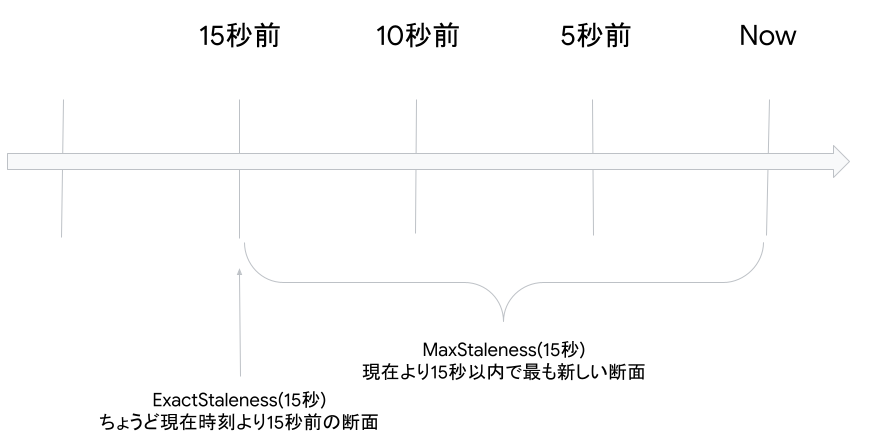 15秒前 10秒前 5秒前 Now
MaxStaleness(15秒)
現在より15秒以内で最も新しい断面
ExactStaleness(15秒)
ちょうど現在時刻より15秒前の断面